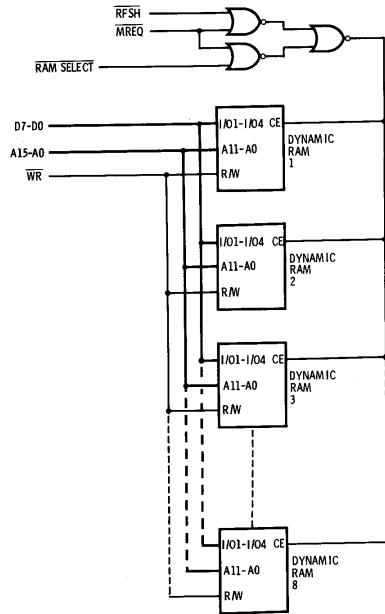 RFSH
MREQ
RAM SELECT
D7-D0
A15-A0
WR
I/O1-I/O4 CE
A11-A0
R/W
DYNAMIC
RAM
1
I/O1-I/O4 CE
A11-A0
R/W
DYNAMIC
RAM
2
I/O1-I/O4 CE
A11-A0
R/W
DYNAMIC
RAM
3
I/O1-I/O4 CE
A11-A0
R/W
DYNAMIC
RAM
8